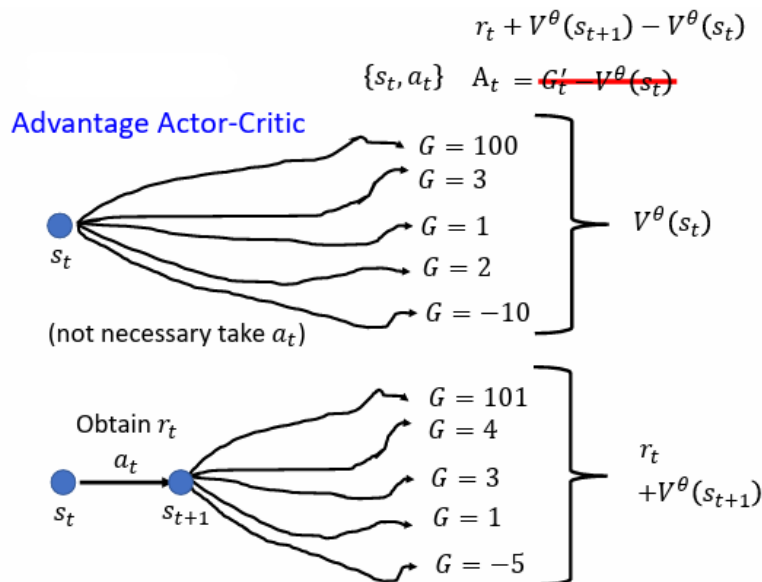 r_t + V^θ(s_{t+1}) − V^θ(s_t)
{s_t, a_t} A_t = G'_t − V^θ(s_t)
Advantage Actor-Critic
G = 100
G = 3
G = 1
G = 2
G = −10
V^θ(s_t)
s_t
(not necessary take a_t)
Obtain r_t
a_t
s_t
s_{t+1}
G = 101
G = 4
G = 3
G = 1
G = −5
r_t
+V^θ(s_{t+1})